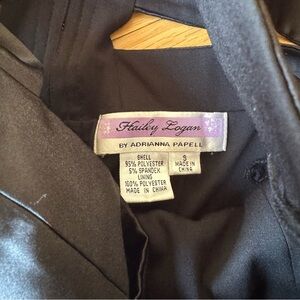 Hailey Logan
BY ADRIANNA PAPELL
SHELL
95% POLYESTER
5% SPANDEX
LINING
100% POLYESTER
MADE IN CHINA
9
MADE IN
CHINA